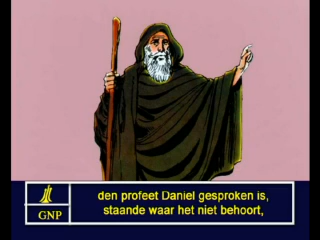 den profeet Daniel gesproken is,
staande waar het niet behoort,
GNP